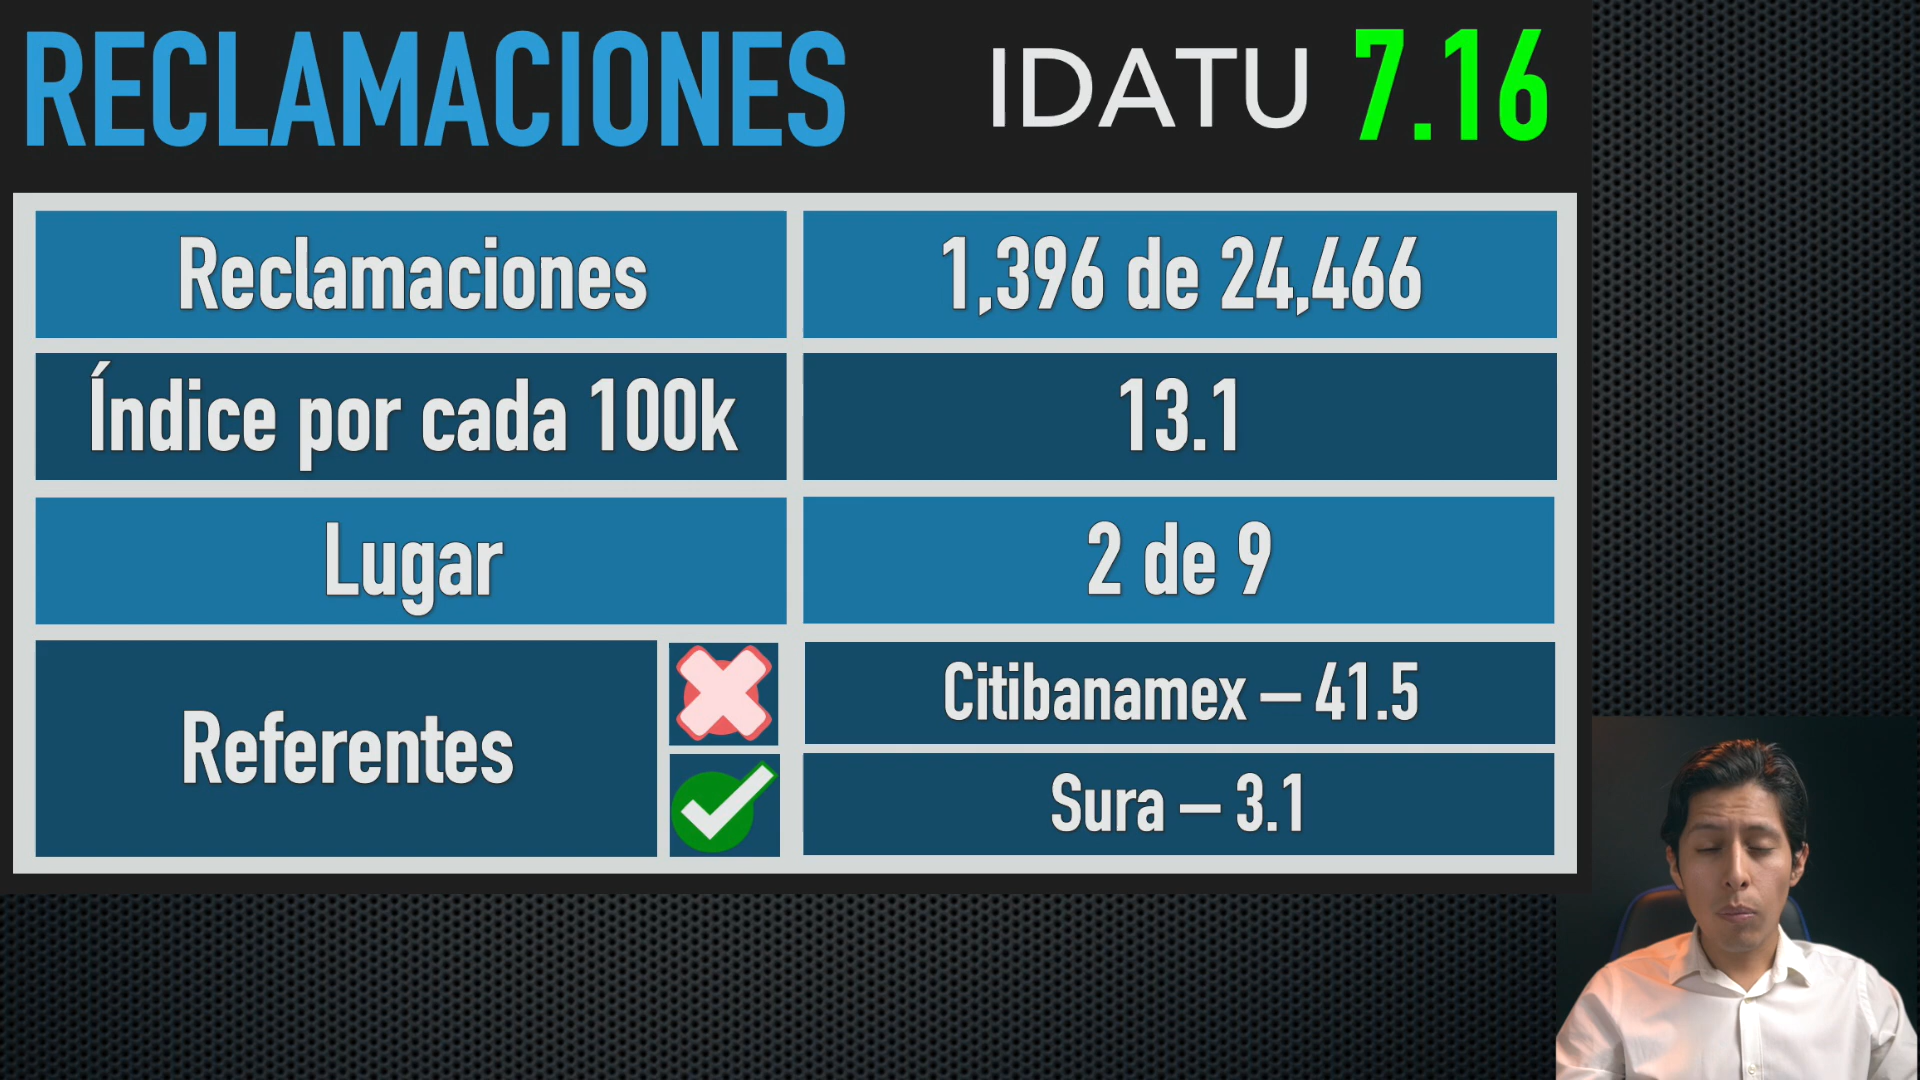 RECLAMACIONES IDATU 7.16
Reclamaciones 1,396 de 24,466
Índice por cada 100k 13.1
Lugar 2 de 9
Referentes
Citibanamex – 41.5
Sura – 3.1